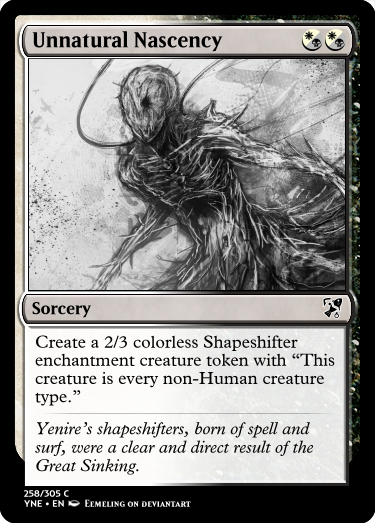 Unnatural Nascency
Sorcery
Create a 2/3 colorless Shapeshifter
enchantment creature token with “This
creature is every non-Human creature
type.”
Yenire's shapeshifters, born of spell and
surf, were a clear and direct result of the
Great Sinking.
258/305 C
YNE • EN Eemeling on deviantart